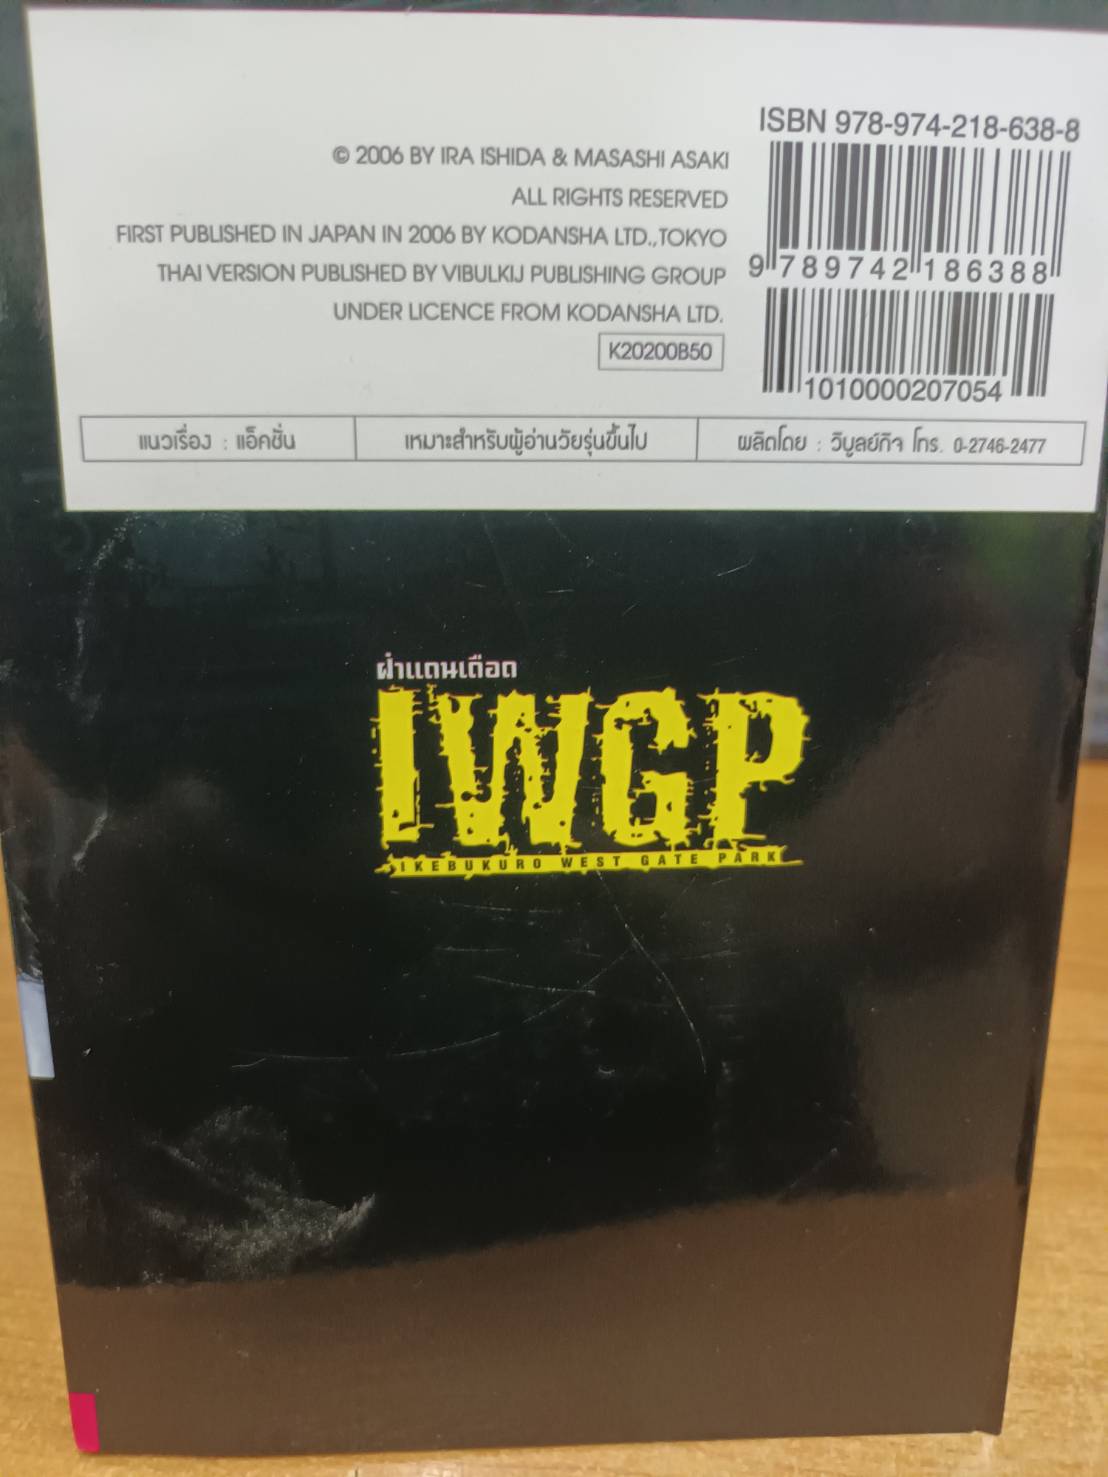 ISBN 978-974-218-638-8
© 2006 BY IRA ISHIDA & MASASHI ASAKI
ALL RIGHTS RESERVED
FIRST PUBLISHED IN JAPAN IN 2006 BY KODANSHA LTD.,TOKYO
THAI VERSION PUBLISHED BY VIBULKIJ PUBLISHING GROUP
UNDER LICENCE FROM KODANSHA LTD.
K20200B50
9 789742 186388
1010000207054
แนวเรื่อง : แอ็คชั่น
เหมาะสำหรับผู้อ่านวัยรุ่นขึ้นไป
ผลิตโดย : วิบูลย์กิจ โทร. 0-2746-2477
ฝ่าแดนเดือด
IWGP
IKEBUKURO WEST GATE PARK